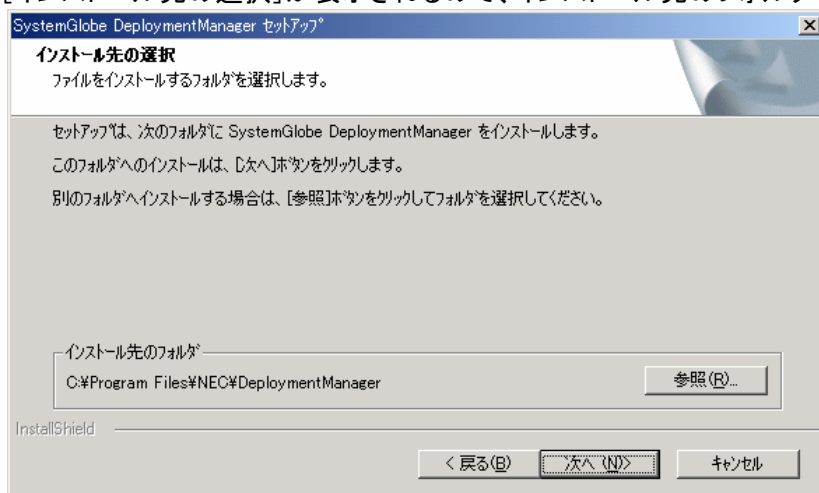 SystemGlobe DeploymentManager セットアップ
インストール先の選択
ファイルをインストールするフォルダを選択します。
セットアップは、次のフォルダに SystemGlobe DeploymentManager をインストールします。
このフォルダへのインストールは、[次へ]ボタンをクリックします。
別のフォルダへインストールする場合は、[参照]ボタンをクリックしてフォルダを選択してください。
インストール先のフォルダ
C:¥Program Files¥NEC¥DeploymentManager
参照(R)...
InstallShield
< 戻る(B)
次へ (N)>
キャンセル